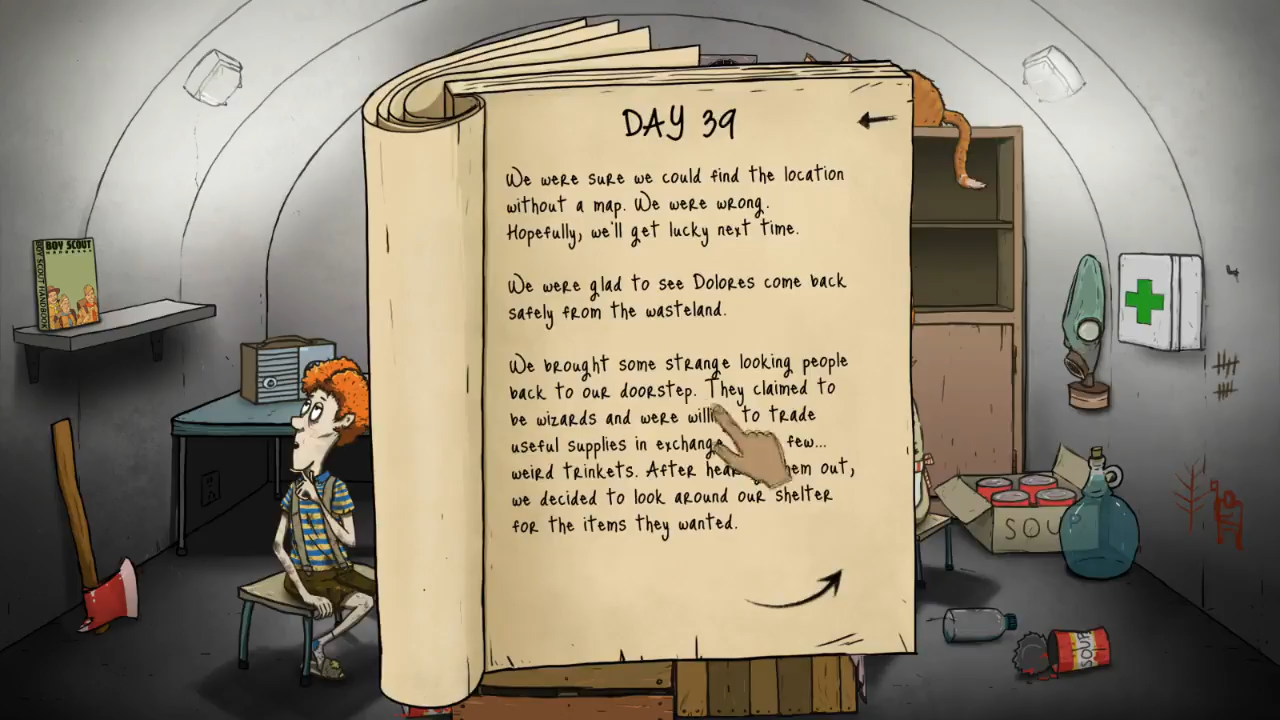 DAY 39
We were sure we could find the location
without a map. We were wrong.
Hopefully, we'll get lucky next time.
We were glad to see Dolores come back
safely from the wasteland.
We brought some strange looking people
back to our doorstep. They claimed to
be wizards and were to trade
useful supplies in few...
weird trinkets. After out,
we decided to look around our shelter
for the items they wanted.
BOY SCOUT
BOY SCOUT HANDBOOK
SOUP
SOUP